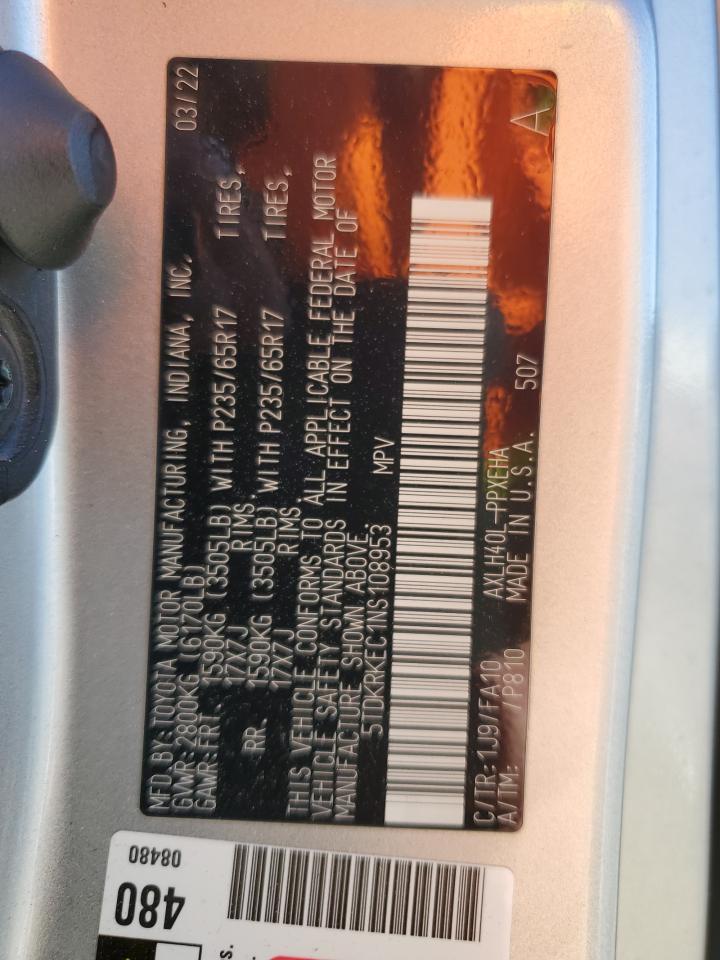 MFD. BY: TOYOTA MOTOR MANUFACTURING, INDIANA, INC. 03/22
GVWR: 2800KG (6170LB)
GAWR: FRT. 1590KG (3505LB) WITH P235/65R17 TIRES,
17X7J RIMS,
RR. 1590KG (3505LB) WITH P235/65R17 TIRES,
17X7J RIMS.
THIS VEHICLE CONFORMS TO ALL APPLICABLE FEDERAL MOTOR
VEHICLE SAFETY STANDARDS IN EFFECT ON THE DATE OF
MANUFACTURE SHOWN ABOVE.
5TDKRKEC1NS108953 MPV
C/TR: 1J9/FA10 AXLH40L-PPXEHA A
A/TM: /P810 MADE IN U.S.A. 507
480
08480
s.